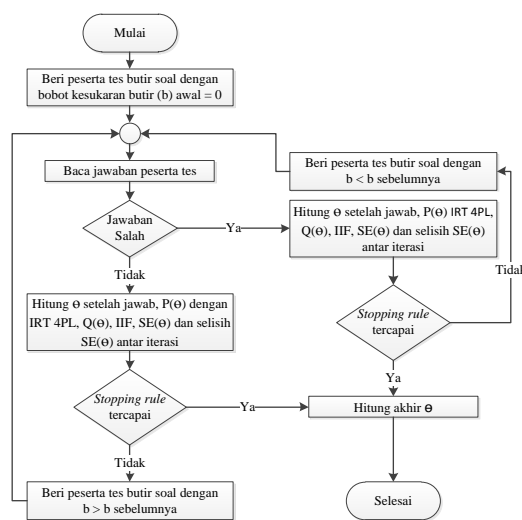 Mulai
Beri peserta tes butir soal dengan
bobot kesukaran butir (b) awal = 0
Baca jawaban peserta tes
Beri peserta tes butir soal dengan
b < b sebelumnya
Jawaban
Salah
Ya
Hitung ɵ setelah jawab, P(ɵ) IRT 4PL,
Q(ɵ), IIF, SE(ɵ) dan selisih SE(ɵ)
antar iterasi
Tidak
Tidak
Hitung ɵ setelah jawab, P(ɵ) dengan
IRT 4PL, Q(ɵ), IIF, SE(ɵ) dan selisih
SE(ɵ) antar iterasi
Stopping rule
tercapai
Ya
Stopping rule
tercapai
Ya
Hitung akhir ɵ
Tidak
Beri peserta tes butir soal dengan
b > b sebelumnya
Selesai